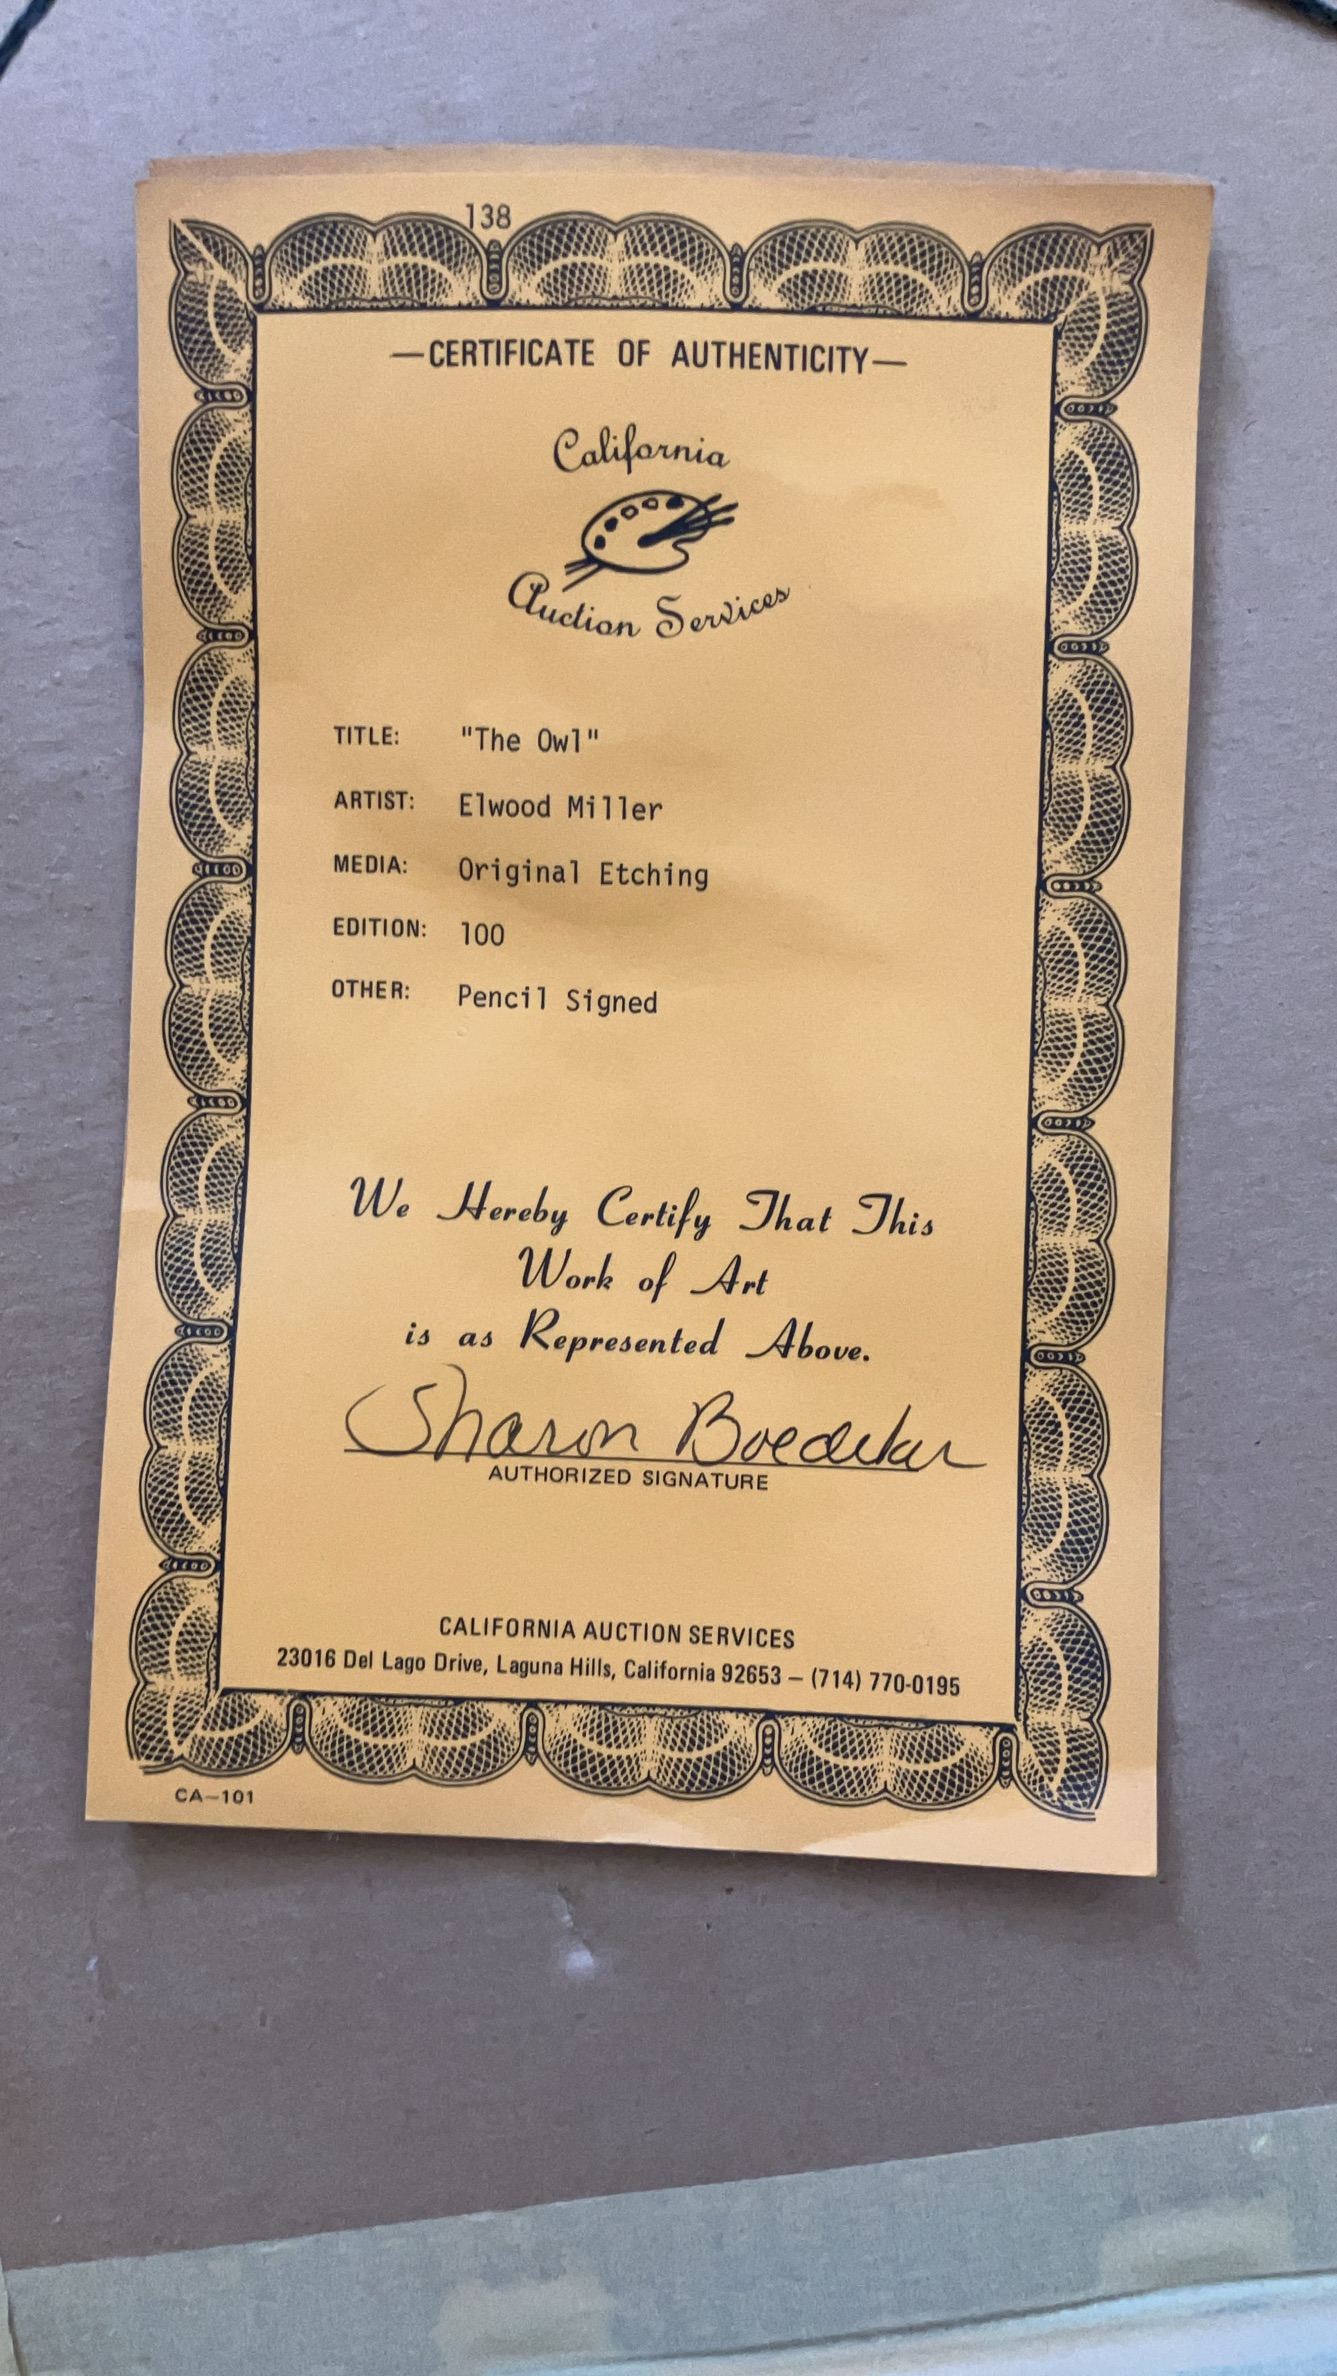 138
—CERTIFICATE OF AUTHENTICITY—
California
Auction Services
TITLE: "The Owl"
ARTIST: Elwood Miller
MEDIA: Original Etching
EDITION: 100
OTHER: Pencil Signed
We Hereby Certify That This
Work of Art
is as Represented Above.
Sharon Boedeker
AUTHORIZED SIGNATURE
CALIFORNIA AUCTION SERVICES
23016 Del Lago Drive, Laguna Hills, California 92653 – (714) 770-0195
CA–101